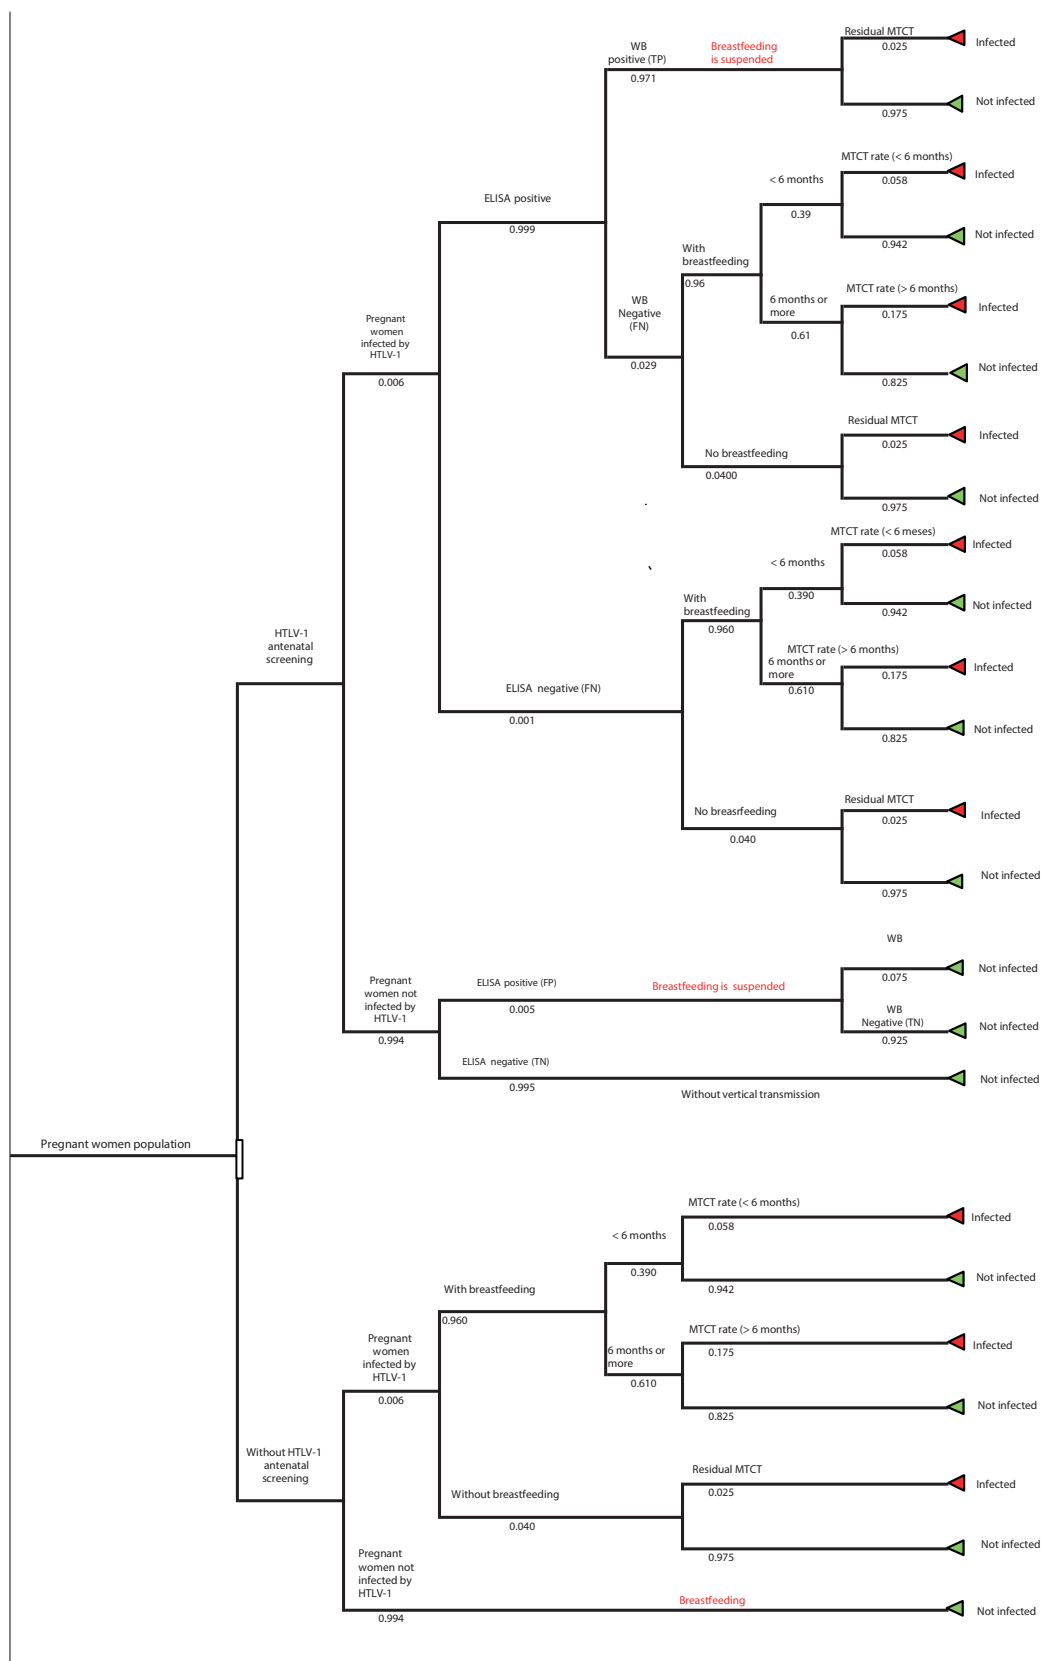 Residual MTCT
0.025
Infected
WB
positive (TP)
0.971
Breastfeeding
is suspended
Not infected
0.975
MTCT rate (< 6 months)
0.058
Infected
< 6 months
0.39
ELISA positive
0.999
Not infected
0.942
With
breastfeeding
0.96
MTCT rate (> 6 months)
0.175
Infected
6 months or
more
0.61
WB
Negative
(FN)
0.029
Pregnant
women
infected by
HTLV-1
0.006
Not infected
0.825
Residual MTCT
0.025
Infected
No breastfeeding
0.0400
Not infected
0.975
MTCT rate (< 6 meses)
0.058
Infected
< 6 months
0.390
Not infected
0.942
With
breastfeeding
0.960
HTLV-1
antenatal
screening
MTCT rate (> 6 months)
0.175
Infected
6 months or
more
0.610
ELISA negative (FN)
0.001
Not infected
0.825
Residual MTCT
0.025
Infected
No breasrfeeding
0.040
Not infected
0.975
WB
0.075
Not infected
Pregnant
women not
infected by
HTLV-1
0.994
ELISA positive (FP)
0.005
Breastfeeding is suspended
WB
Negative (TN)
0.925
Not infected
ELISA negative (TN)
0.995
Without vertical transmission
Not infected
Pregnant women population
MTCT rate (< 6 months)
0.058
Infected
< 6 months
0.390
Not infected
0.942
With breastfeeding
0.960
MTCT rate (> 6 months)
0.175
Infected
6 months or
more
0.610
Pregnant
women
infected by
HTLV-1
0.006
Not infected
0.825
Without HTLV-1
antenatal
screening
Residual MTCT
0.025
Infected
Without breastfeeding
0.040
Not infected
0.975
Pregnant
women not
infected by
HTLV-1
0.994
Breastfeeding
Not infected